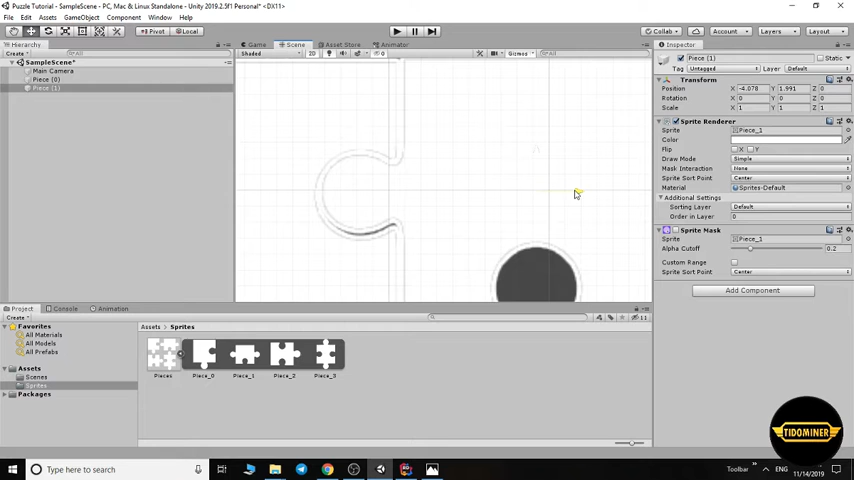 Puzzle Tutorial - SampleScene - PC, Mac & Linux Standalone - Unity 2019.2.5f1 Personal* <DX11>
File Edit Assets GameObject Component Window Help
Pivot Local Collab Account Layers Layout
Hierarchy Game Scene Asset Store Animator Inspector
Create All Shaded 2D 0 Gizmos All
SampleScene*
Main Camera
Piece (0)
Piece (1)
Piece (1) Static
Tag Untagged Layer Default
Transform
Position X -4.078 Y 1.991 Z 0
Rotation X 0 Y 0 Z 0
Scale X 1 Y 1 Z 1
Sprite Renderer
Sprite Piece_1
Color
Flip X Y
Draw Mode Simple
Mask Interaction None
Sprite Sort Point Center
Material Sprites-Default
Additional Settings
Sorting Layer Default
Order in Layer 0
Sprite Mask
Sprite Piece_1
Alpha Cutoff 0.2
Custom Range
Sprite Sort Point Center
Add Component
Project Console Animation
Create 11
Favorites
All Materials
All Models
All Prefabs
Assets
Scenes
Sprites
Packages
Assets Sprites
Pieces Piece_0 Piece_1 Piece_2 Piece_3
TIDOMINER
Type here to search
Toolbar ENG
11/14/2019